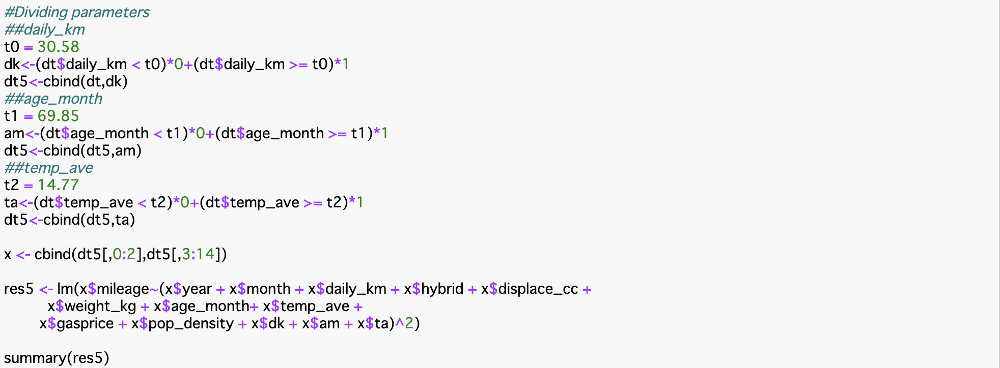 #Dividing parameters
##daily_km
t0 = 30.58
dk<-(dt$daily_km < t0)*0+(dt$daily_km >= t0)*1
dt5<-cbind(dt,dk)
##age_month
t1 = 69.85
am<-(dt$age_month < t1)*0+(dt$age_month >= t1)*1
dt5<-cbind(dt5,am)
##temp_ave
t2 = 14.77
ta<-(dt$temp_ave < t2)*0+(dt$temp_ave >= t2)*1
dt5<-cbind(dt5,ta)
x <- cbind(dt5[,0:2],dt5[,3:14])
res5 <- lm(x$mileage~(x$year + x$month + x$daily_km + x$hybrid + x$displace_cc +
x$weight_kg + x$age_month+ x$temp_ave +
x$gasprice + x$pop_density + x$dk + x$am + x$ta)^2)
summary(res5)